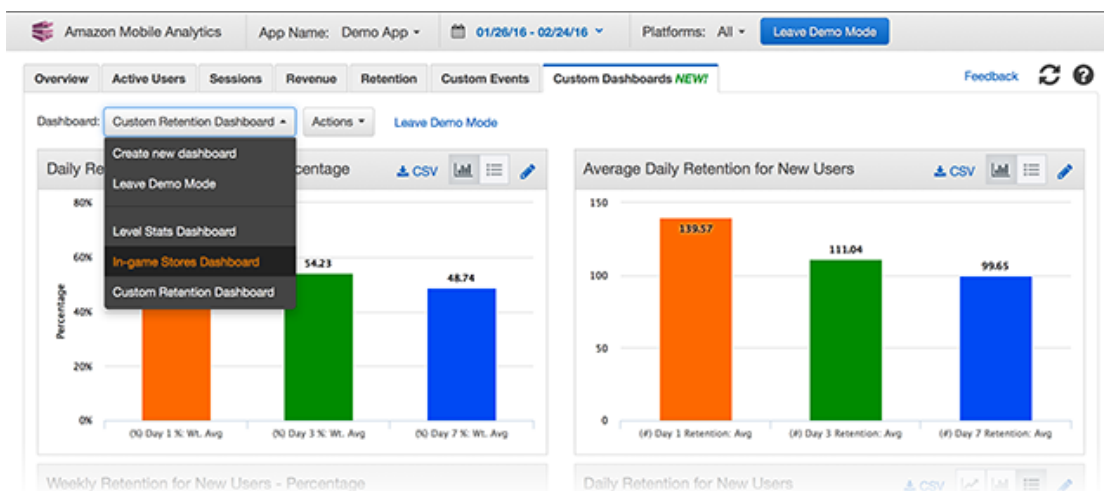 Amazon Mobile Analytics App Name: Demo App 01/26/16 - 02/24/16 Platforms: All Leave Demo Mode
Overview Active Users Sessions Revenue Retention Custom Events Custom Dashboards NEW! Feedback
Dashboard: Custom Retention Dashboard Actions Leave Demo Mode
Create new dashboard
Leave Demo Mode
Level Stats Dashboard
In-game Stores Dashboard
Custom Retention Dashboard
Daily Re centage CSV
80%
60%
40%
20%
0%
Percentage
54.23
48.74
(%) Day 1 %: Wt. Avg (%) Day 3 %: Wt. Avg (%) Day 7 %: Wt. Avg
Average Daily Retention for New Users CSV
150
100
50
0
139.57
111.04
99.65
(#) Day 1 Retention: Avg (#) Day 3 Retention: Avg (#) Day 7 Retention: Avg
Weekly Retention for New Users - Percentage
Daily Retention for New Users CSV